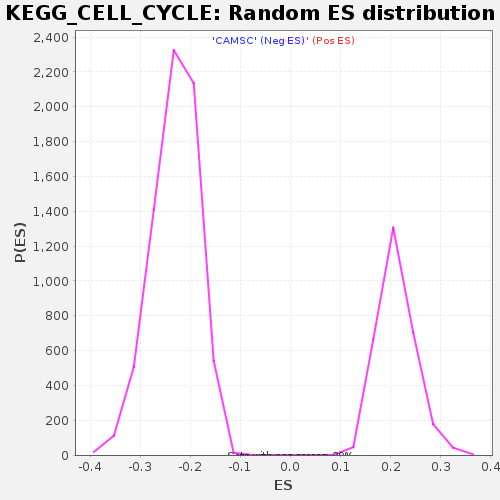 KEGG_CELL_CYCLE: Random ES distribution
'CAMSC' (Neg ES)' (Pos ES)
2,400
2,200
2,000
1,800
1,600
1,400
1,200
1,000
800
600
400
200
0
P(ES)
-0.4 -0.3 -0.2 -0.1 0.0 0.1 0.2 0.3 0.4
ES